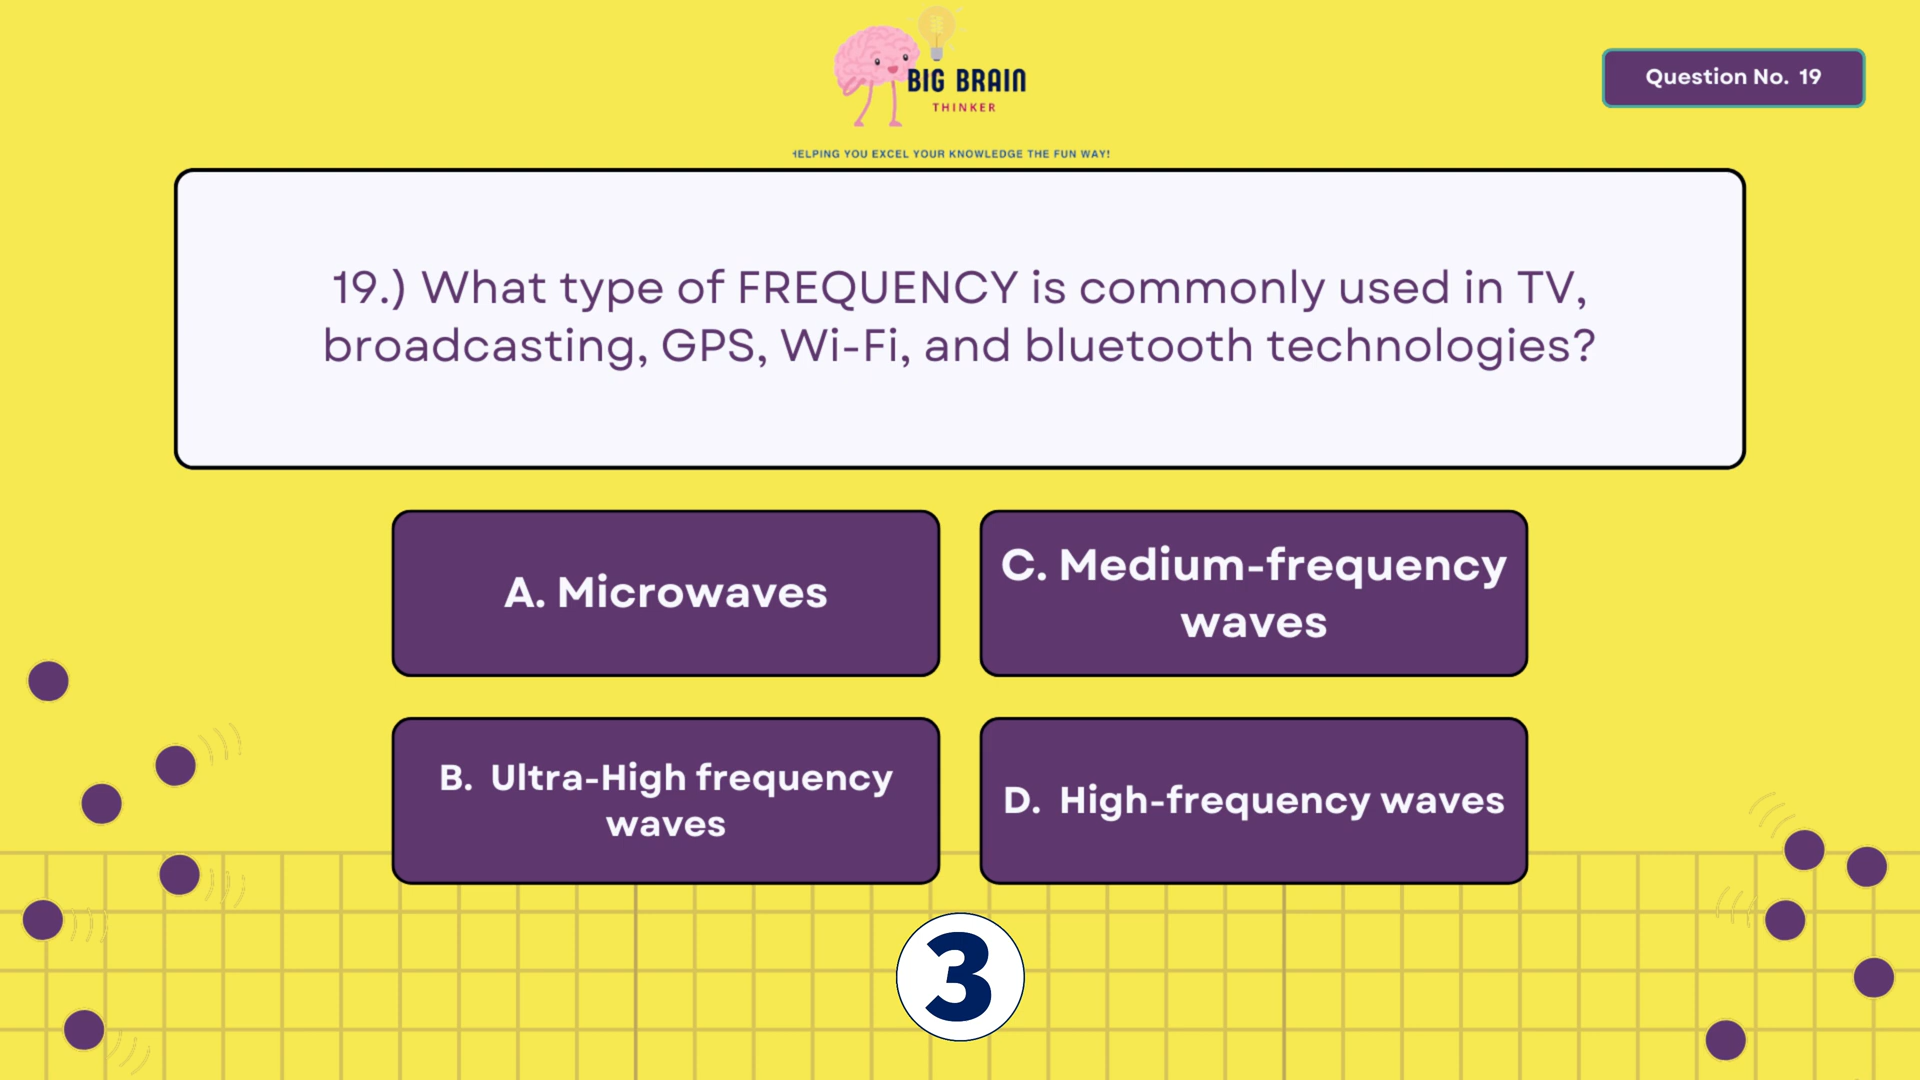 BIG BRAIN
THINKER
HELPING YOU EXCEL YOUR KNOWLEDGE THE FUN WAY!
Question No. 19
19.) What type of FREQUENCY is commonly used in TV,
broadcasting, GPS, Wi-Fi, and bluetooth technologies?
A. Microwaves
C. Medium-frequency
waves
B. Ultra-High frequency
waves
D. High-frequency waves
3